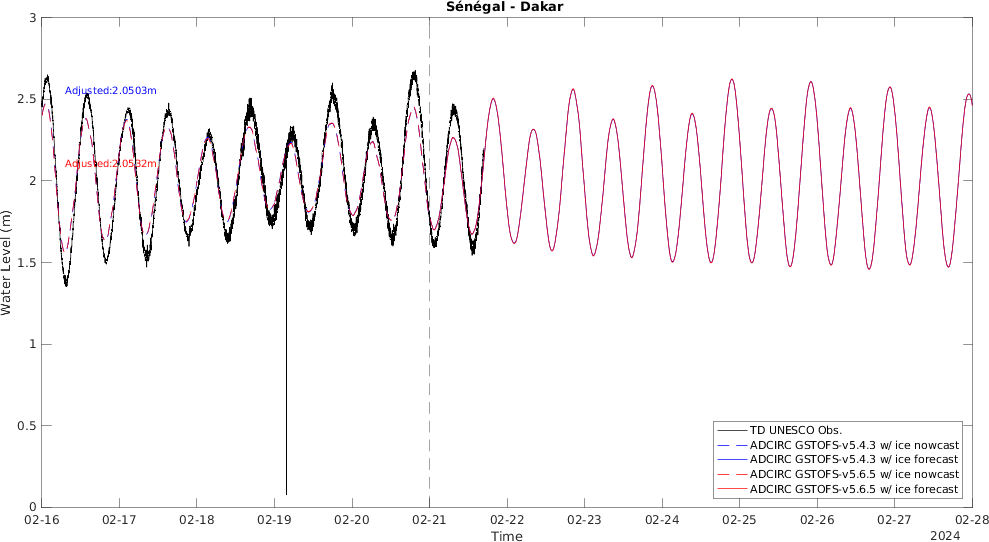 Sénégal - Dakar
Water Level (m)
3
2.5
2
1.5
1
0.5
0
Adjusted:2.0503m
Adjusted:2.0532m
TD UNESCO Obs.
ADCIRC GSTOFS-v5.4.3 w/ ice nowcast
ADCIRC GSTOFS-v5.4.3 w/ ice forecast
ADCIRC GSTOFS-v5.6.5 w/ ice nowcast
ADCIRC GSTOFS-v5.6.5 w/ ice forecast
02-16 02-17 02-18 02-19 02-20 02-21 02-22 02-23 02-24 02-25 02-26 02-27 02-28
Time
2024